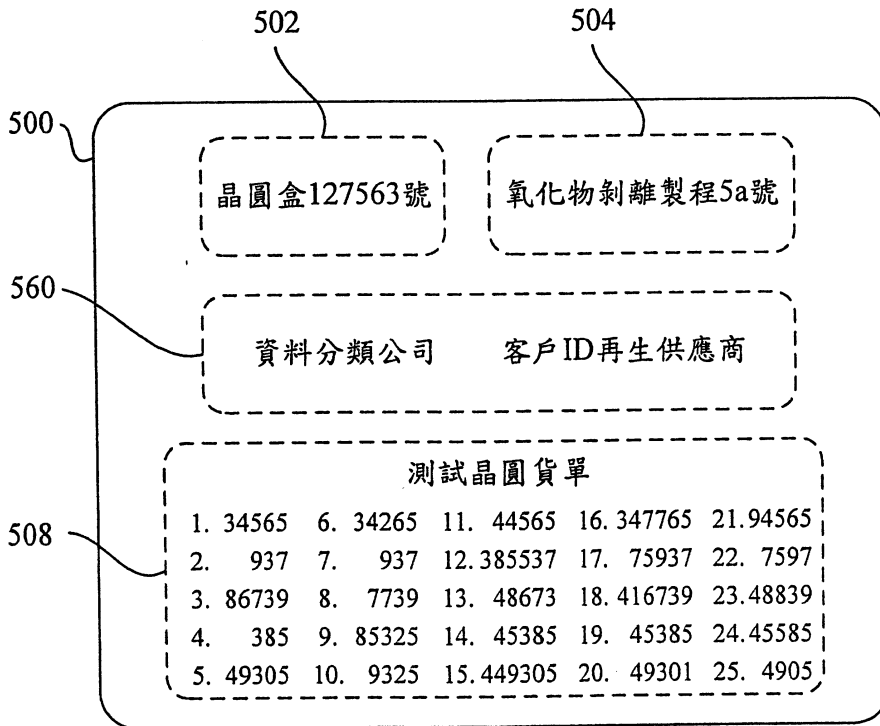 502
504
500
晶圓盒127563號
氧化物剝離製程5a號
560
資料分類公司 客戶ID再生供應商
測試晶圓貨單
508
1. 34565 6. 34265 11. 44565 16. 347765 21.94565
2. 937 7. 937 12.385537 17. 75937 22. 7597
3. 86739 8. 7739 13. 48673 18. 416739 23.48839
4. 385 9. 85325 14. 45385 19. 45385 24.45585
5. 49305 10. 9325 15.449305 20. 49301 25. 4905